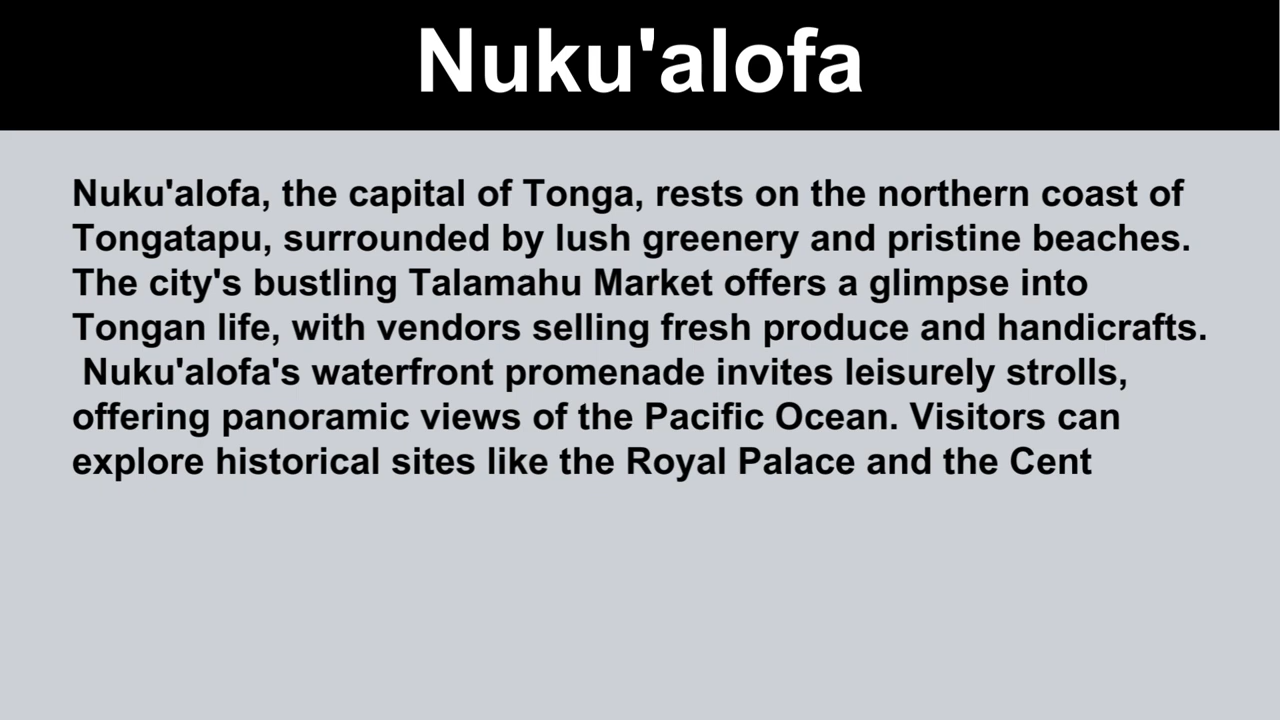 Nuku'alofa
Nuku'alofa, the capital of Tonga, rests on the northern coast of
Tongatapu, surrounded by lush greenery and pristine beaches.
The city's bustling Talamahu Market offers a glimpse into
Tongan life, with vendors selling fresh produce and handicrafts.
Nuku'alofa's waterfront promenade invites leisurely strolls,
offering panoramic views of the Pacific Ocean. Visitors can
explore historical sites like the Royal Palace and the Cent